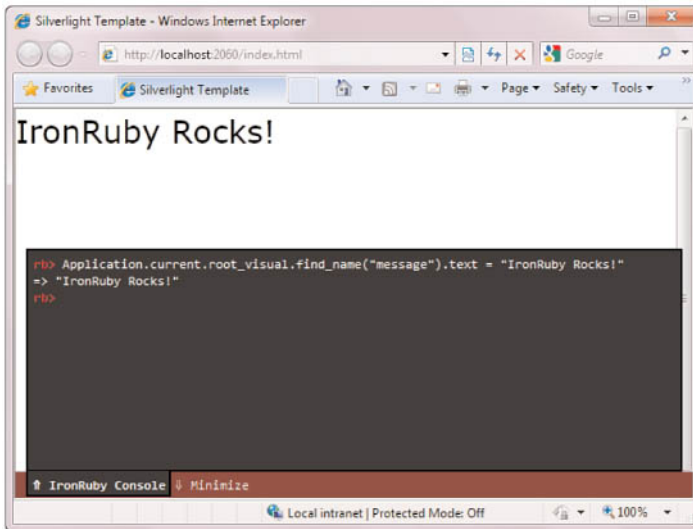 Silverlight Template - Windows Internet Explorer
http://localhost:2060/index.html
Google
Favorites
Silverlight Template
Page
Safety
Tools
IronRuby Rocks!
rb> Application.current.root_visual.find_name("message").text = "IronRuby Rocks!"
=> "IronRuby Rocks!"
rb>
⇑ IronRuby Console ⇓ Minimize
Local intranet | Protected Mode: Off
100%